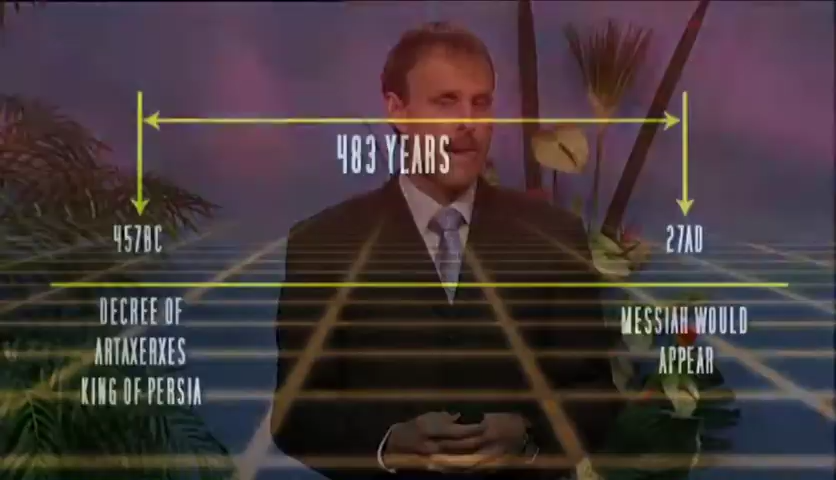 483 YEARS
457BC
27AD
DECREE OF
ARTAXERXES
KING OF PERSIA
MESSIAH WOULD
APPEAR